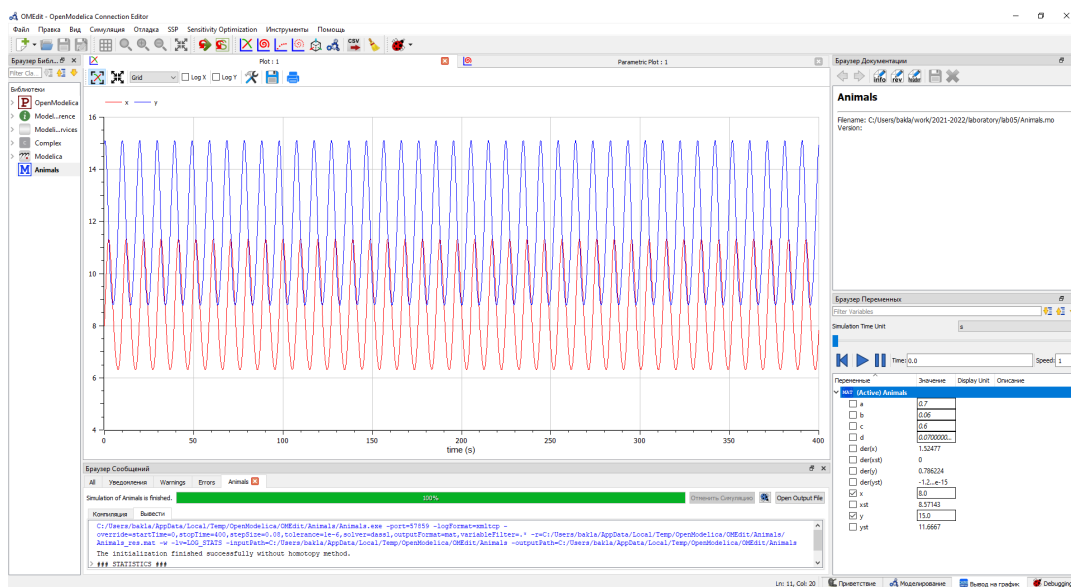 OMEdit - OpenModelica Connection Editor
Файл Правка Вид Симуляция Отладка SSP Sensitivity Optimization Инструменты Помощь
CSV
Браузер Библ...
Filter Cla...
Библиотеки
P OpenModelica
i Model...rence
Modeli...rvices
C Complex
Modelica
M Animals
Plot : 1
Parametric Plot : 1
Grid
Log X
Log Y
x y
16
14
12
10
8
6
4
0 50 100 150 200 250 300 350 400
time (s)
Браузер Сообщений
All Уведомления Warnings Errors Animals
Simulation of Animals is finished.
100%
Отменить Симуляцию
Open Output File
Компиляция Вывести
C:/Users/bakla/AppData/Local/Temp/OpenModelica/OMEdit/Animals/Animals.exe -port=57859 -logFormat=xmltcp -
override=startTime=0,stopTime=400,stepSize=0.08,tolerance=1e-6,solver=dassl,outputFormat=mat,variableFilter=.* -r=C:/Users/bakla/AppData/Local/Temp/OpenModelica/OMEdit/Animals/
Animals_res.mat -w -lv=LOG_STATS -inputPath=C:/Users/bakla/AppData/Local/Temp/OpenModelica/OMEdit/Animals -outputPath=C:/Users/bakla/AppData/Local/Temp/OpenModelica/OMEdit/Animals
The initialization finished successfully without homotopy method.
### STATISTICS ###
Браузер Документации
info rev hide
Animals
Filename: C:/Users/bakla/work/2021-2022/laboratory/lab05/Animals.mo
Version:
Браузер Переменных
Filter Variables
Simulation Time Unit s
Time: 0.0 Speed: 1
Переменные Значение Display Unit Описание
MAT (Active) Animals
a 0.7
b 0.06
c 0.6
d 0.0700000...
der(x) 1.52477
der(xst) 0
der(y) 0.786224
der(yst) -1.2...e-15
x 8.0
xst 8.57143
y 15.0
yst 11.6667
Ln: 11, Col: 20 Приветствие Моделирование Вывод на график Debugging